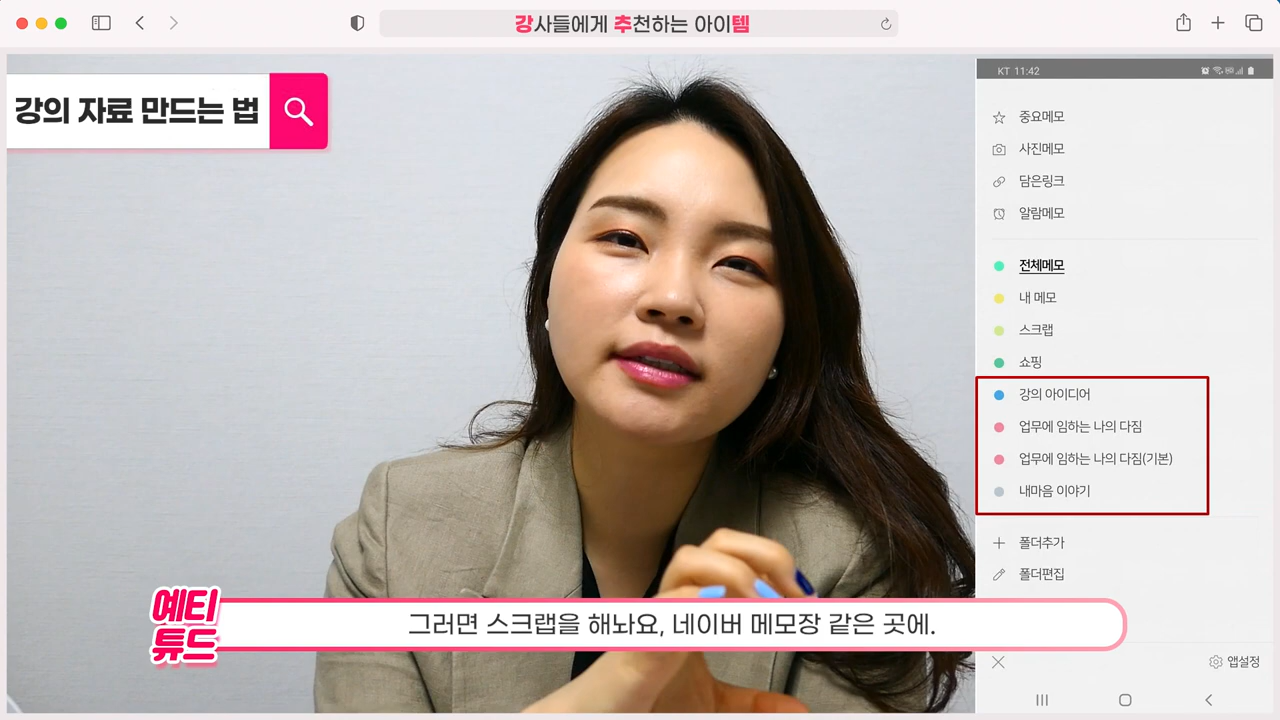 강사들에게 추천하는 아이템
강의 자료 만드는 법
KT 11:42
중요메모
사진메모
담은링크
알람메모
전체메모
내 메모
스크랩
쇼핑
강의 아이디어
업무에 임하는 나의 다짐
업무에 임하는 나의 다짐(기본)
내마음 이야기
폴더추가
폴더편집
예티
튜드
그러면 스크랩을 해놔요, 네이버 메모장 같은 곳에.
앱설정